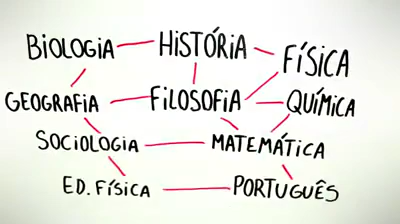 BIOLOGIA HISTÓRIA FÍSICA
GEOGRAFIA FILOSOFIA QUÍMICA
SOCIOLOGIA MATEMÁTICA
ED. FÍSICA PORTUGUÊS